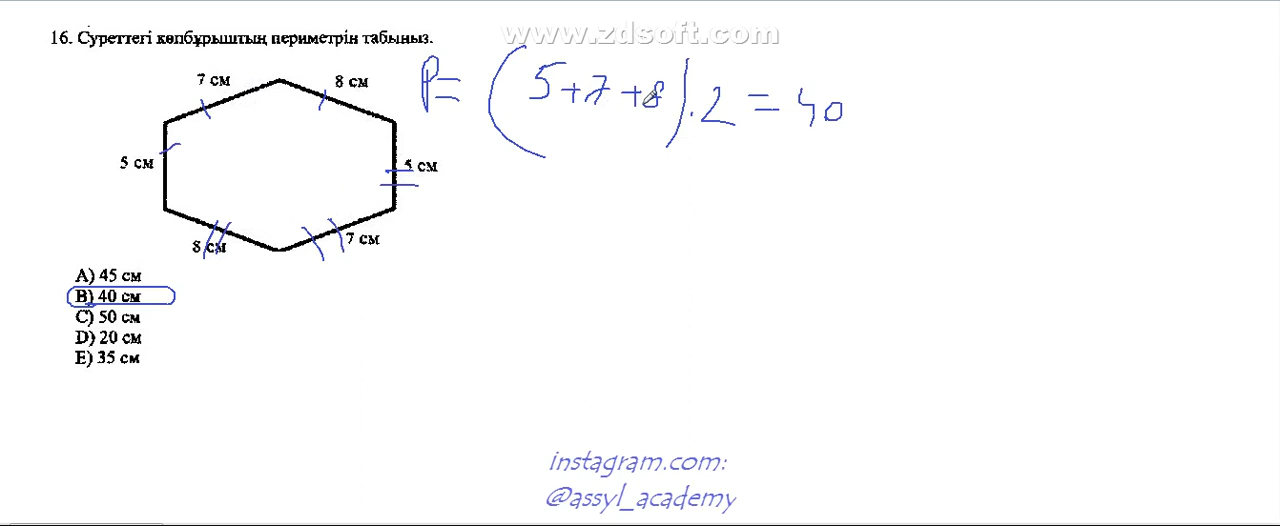 www.zdsoft.com
16. Суреттегі көпбұрыштың периметрін табыңыз.
7 см
8 см
P = (5+7+8)·2 = 40
5 см
5 см
8 см
7 см
A) 45 см
B) 40 см
C) 50 см
D) 20 см
E) 35 см
instagram.com:
@assyl_academy